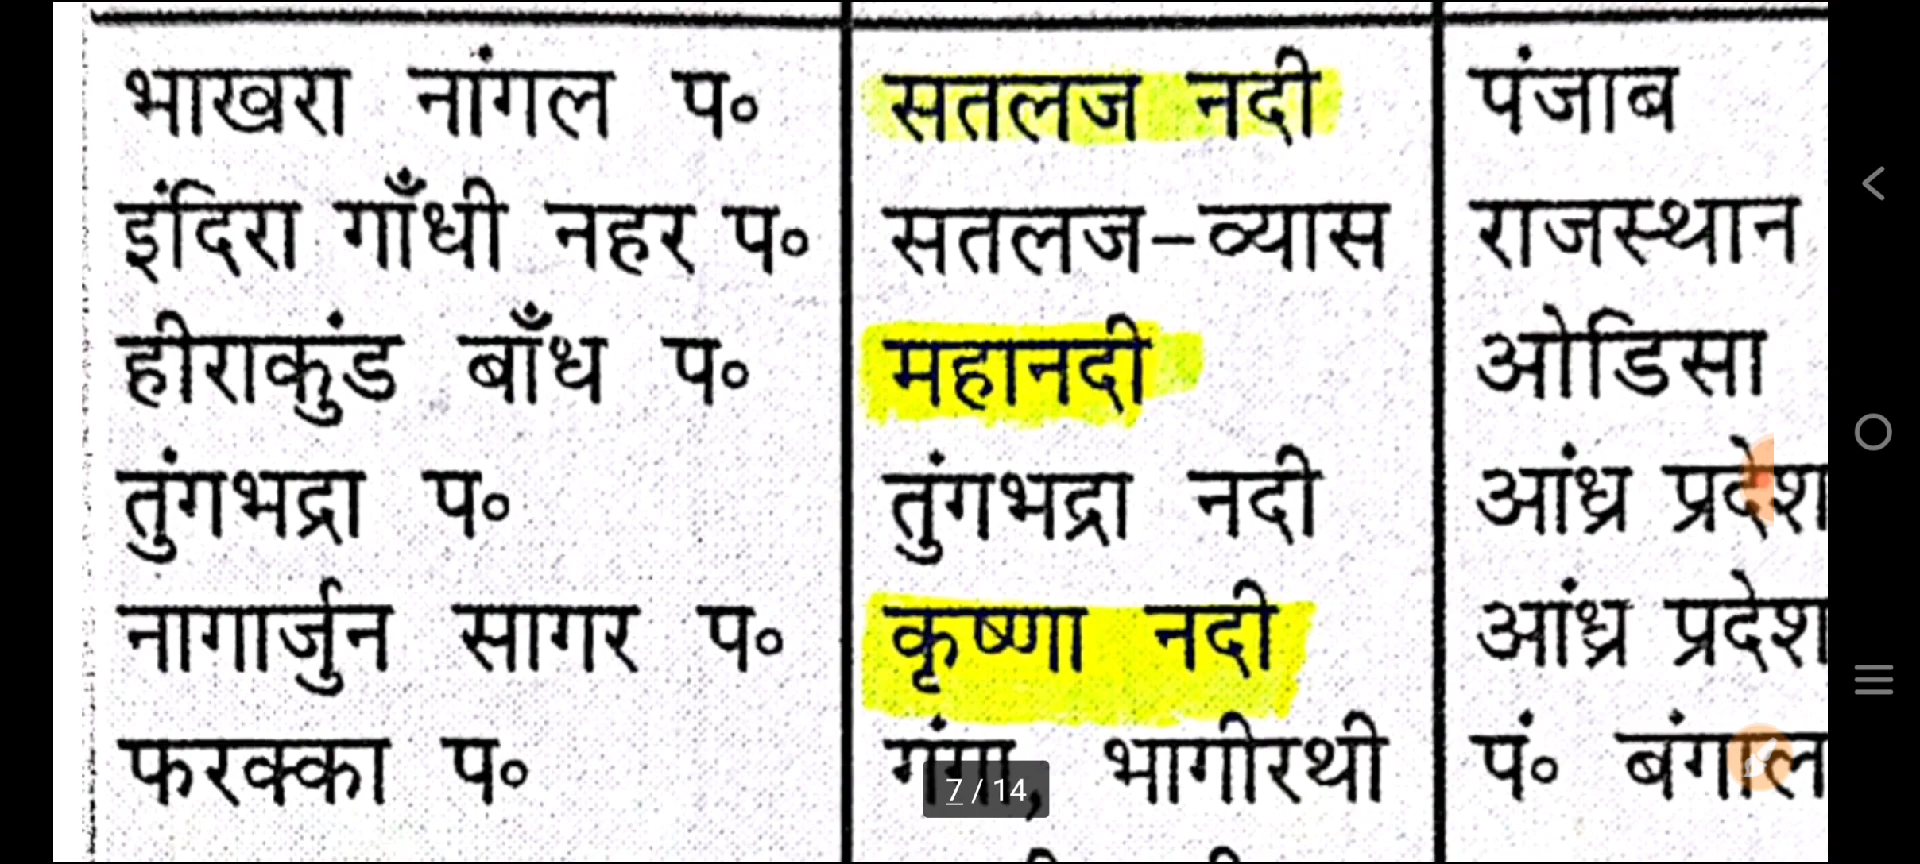 भाखरा नांगल प० सतलज नदी पंजाब
इंदिरा गाँधी नहर प० सतलज-व्यास राजस्थान
हीराकुंड बाँध प० महानदी ओडिसा
तुंगभद्रा प० तुंगभद्रा नदी आंध्र प्रदेश
नागार्जुन सागर प० कृष्णा नदी आंध्र प्रदेश
फरक्का प० गंगा, भागीरथी पं० बंगाल
7 / 14